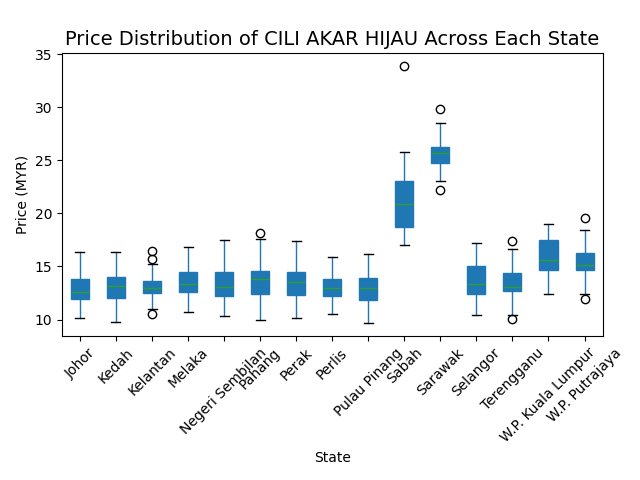 Price Distribution of CILI AKAR HIJAU Across Each State
Price (MYR)
35
30
25
20
15
10
Johor
Kedah
Kelantan
Melaka
Negeri Sembilan
Pahang
Perak
Perlis
Pulau Pinang
Sabah
Sarawak
Selangor
Terengganu
W.P. Kuala Lumpur
W.P. Putrajaya
State